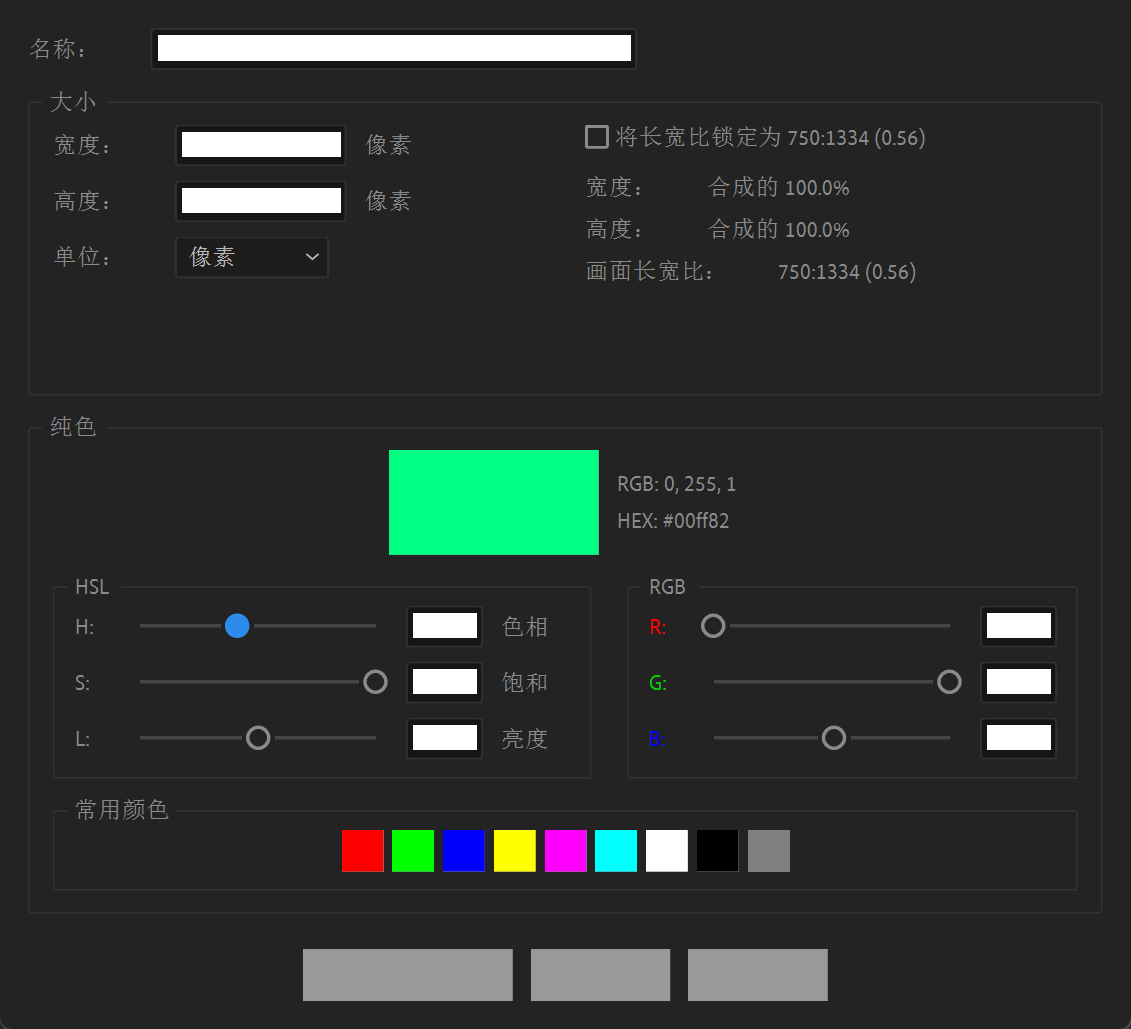 名称：
大小
宽度： 像素
高度： 像素
单位： 像素
将长宽比锁定为 750:1334 (0.56)
宽度： 合成的 100.0%
高度： 合成的 100.0%
画面长宽比： 750:1334 (0.56)
纯色
RGB: 0, 255, 1
HEX: #00ff82
HSL
H: 色相
S: 饱和
L: 亮度
RGB
R:
G:
B:
常用颜色